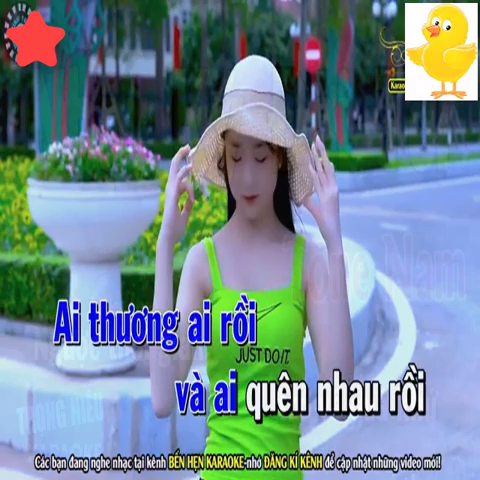 Karaoke
Ai thương ai rồi
JUST DO IT.
và ai quên nhau rồi
Các bạn đang nghe nhạc tại kênh BẾN HẸN KARAOKE-nhớ ĐĂNG KÍ KÊNH để cập nhật những video mới!